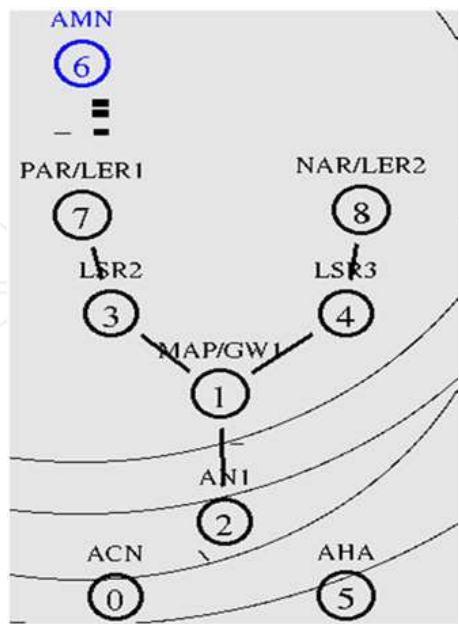 AMN
6
PAR/LER1 NAR/LER2
7 8
LSR2 LSR3
3 4
MAP/GW1
1
AN1
2
ACN AHA
0 5